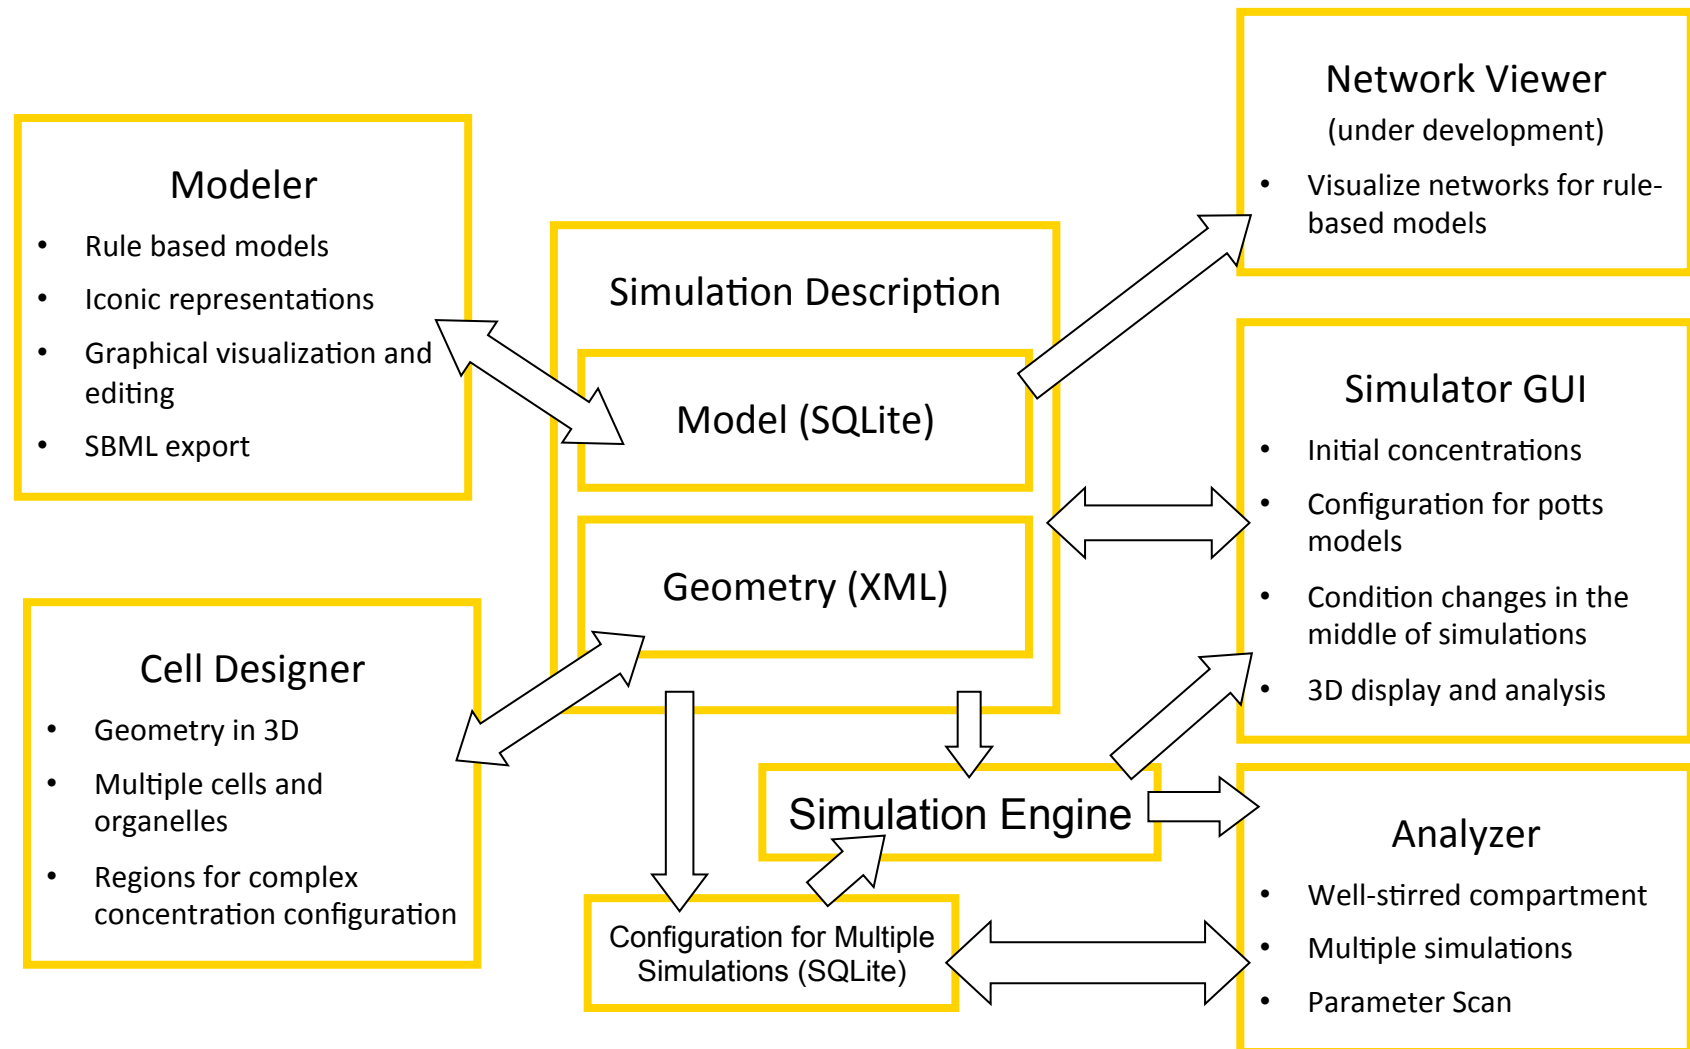 Modeler
• Rule based models
• Iconic representations
• Graphical visualization and
editing
• SBML export
Cell Designer
• Geometry in 3D
• Multiple cells and
organelles
• Regions for complex
concentration configuration
Simulation Description
Model (SQLite)
Geometry (XML)
Simulation Engine
Configuration for Multiple
Simulations (SQLite)
Network Viewer
(under development)
• Visualize networks for rule-
based models
Simulator GUI
• Initial concentrations
• Configuration for potts
models
• Condition changes in the
middle of simulations
• 3D display and analysis
Analyzer
• Well-stirred compartment
• Multiple simulations
• Parameter Scan